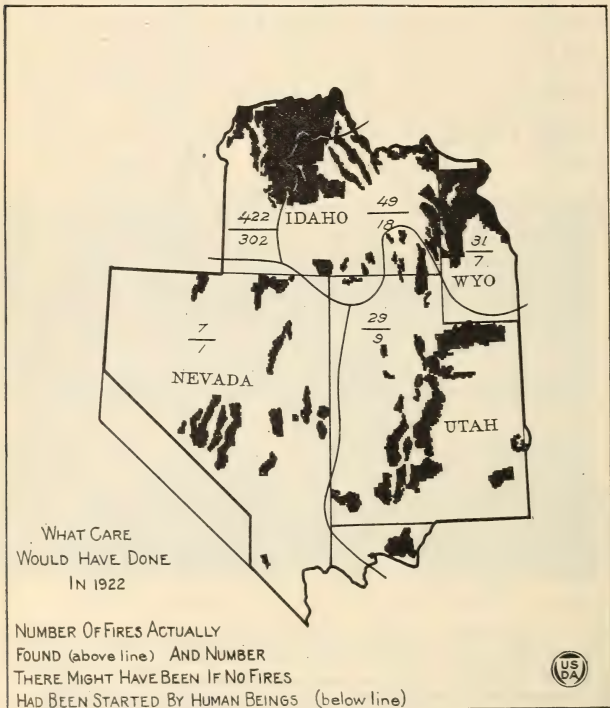 422
302
IDAHO
49
18
31
7
WYO
7
1
NEVADA
29
9
UTAH
WHAT CARE
WOULD HAVE DONE
IN 1922
NUMBER OF FIRES ACTUALLY
FOUND (above line) AND NUMBER
THERE MIGHT HAVE BEEN IF NO FIRES
HAD BEEN STARTED BY HUMAN BEINGS (below line)
US
DA